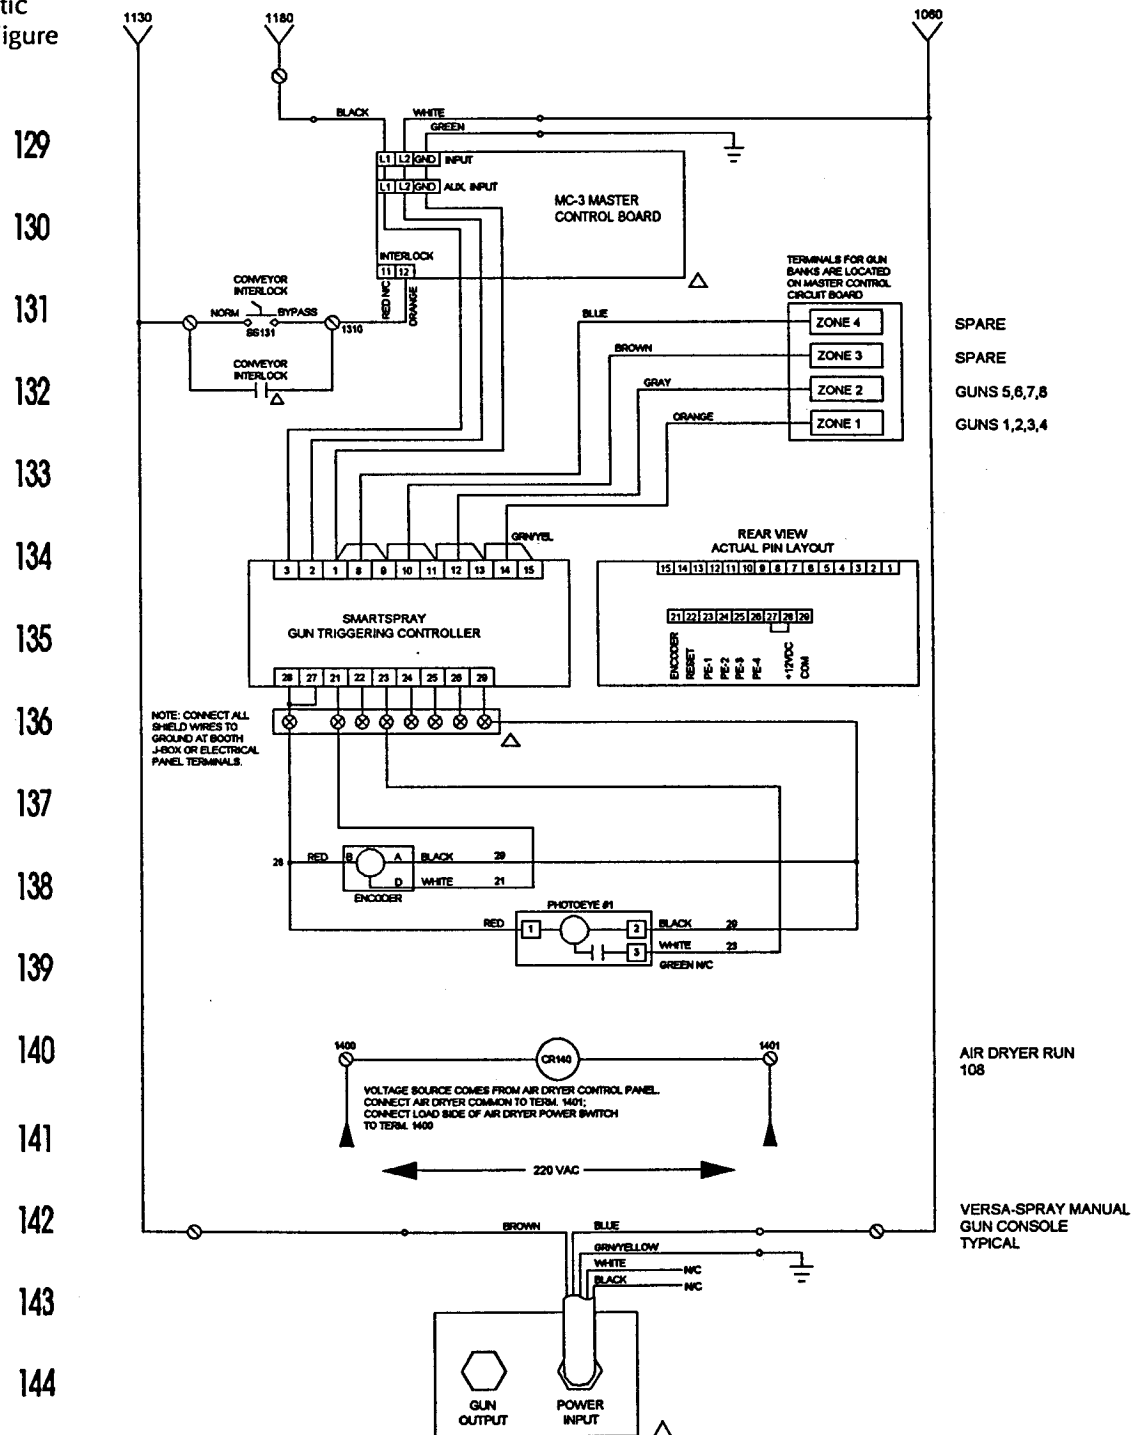 tic
igure
1130
1180
1060
BLACK
WHITE
GREEN
129
L1 L2 GND INPUT
L1 L2 GND AUX. INPUT
MC-3 MASTER
CONTROL BOARD
130
INTERLOCK
11 12
RED N/C
ORANGE
TERMINALS FOR GUN
BANKS ARE LOCATED
ON MASTER CONTROL
CIRCUIT BOARD
CONVEYOR
INTERLOCK
131
NORM
BYPASS
SS131
1310
BLUE
ZONE 4
SPARE
CONVEYOR
INTERLOCK
BROWN
ZONE 3
SPARE
132
GRAY
ZONE 2
GUNS 5,6,7,8
ORANGE
ZONE 1
GUNS 1,2,3,4
133
134
GRN/YEL
REAR VIEW
ACTUAL PIN LAYOUT
3 2 1 8 9 10 11 12 13 14 15
15 14 13 12 11 10 9 8 7 6 5 4 3 2 1
135
SMARTSPRAY
GUN TRIGGERING CONTROLLER
21 22 23 24 25 26 27 28 29
ENCODER
RESET
PE-1
PE-2
PE-3
PE-4
+12VDC
COM
28 27 21 22 23 24 25 26 29
136
NOTE: CONNECT ALL
SHIELD WIRES TO
GROUND AT BOOTH
J-BOX OR ELECTRICAL
PANEL TERMINALS.
137
28
RED
B
A
BLACK
29
138
D
WHITE
21
ENCODER
PHOTOEYE #1
RED
1
2
BLACK
29
3
WHITE
23
139
GREEN N/C
140
1400
CR140
1401
AIR DRYER RUN
108
VOLTAGE SOURCE COMES FROM AIR DRYER CONTROL PANEL.
CONNECT AIR DRYER COMMON TO TERM. 1401;
CONNECT LOAD SIDE OF AIR DRYER POWER SWITCH
TO TERM. 1400
141
220 VAC
142
BROWN
BLUE
VERSA-SPRAY MANUAL
GUN CONSOLE
TYPICAL
GRN/YELLOW
WHITE
N/C
BLACK
N/C
143
144
GUN
OUTPUT
POWER
INPUT